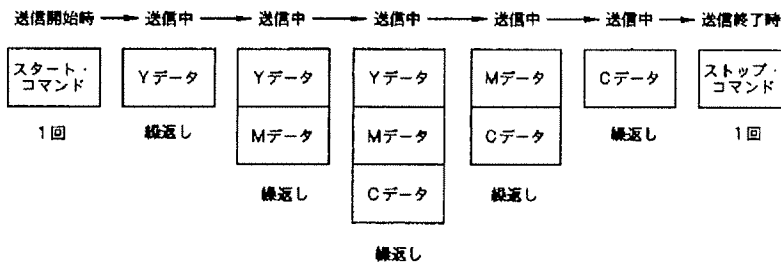 送信開始時 → 送信中 → 送信中 → 送信中 → 送信中 → 送信中 → 送信終了時
スタート・
コマンド
1回
Yデータ
繰返し
Yデータ
Mデータ
繰返し
Yデータ
Mデータ
Cデータ
繰返し
Mデータ
Cデータ
繰返し
Cデータ
繰返し
ストップ・
コマンド
1回